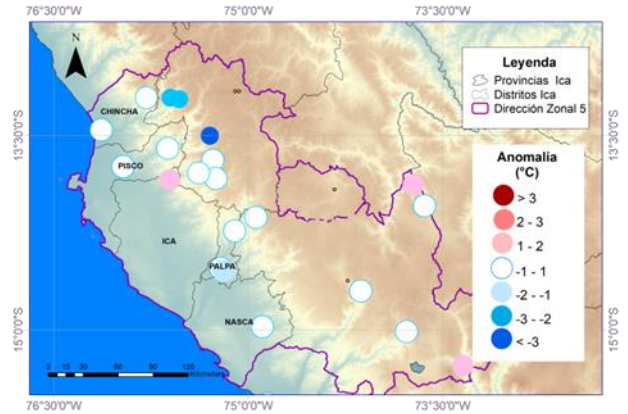 76°30'0"W 75°0'0"W 73°30'0"W
N
Leyenda
Provincias Ica
Distritos Ica
Dirección Zonal 5
CHINCHA
13°30'0"S 13°30'0"S
PISCO
Anomalía
(°C)
> 3
2 - 3
1 - 2
-1 - 1
-2 - -1
-3 - -2
< -3
ICA
PALPA
NASCA
15°0'0"S 15°0'0"S
0 15 30 60 90 120
Kilometers
76°30'0"W 75°0'0"W 73°30'0"W